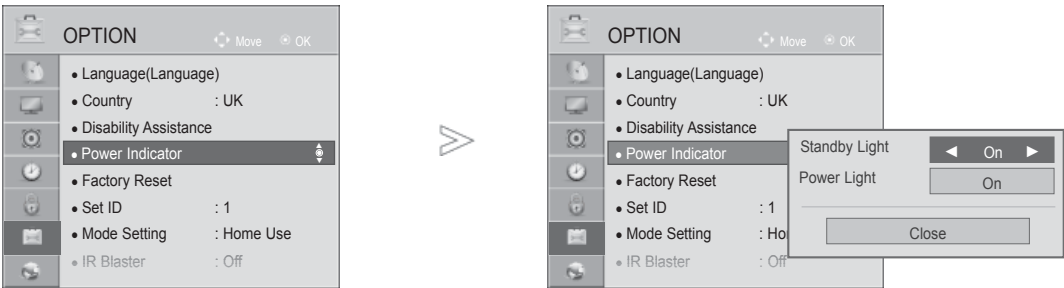 OPTION
Move OK
• Language(Language)
• Country : UK
• Disability Assistance
• Power Indicator
• Factory Reset
• Set ID : 1
• Mode Setting : Home Use
• IR Blaster : Off
OPTION
Move OK
• Language(Language)
• Country : UK
• Disability Assistance
• Power Indicator
• Factory Reset
• Set ID : 1
• Mode Setting : Ho
• IR Blaster : Off
Standby Light ◀ On ▶
Power Light On
Close